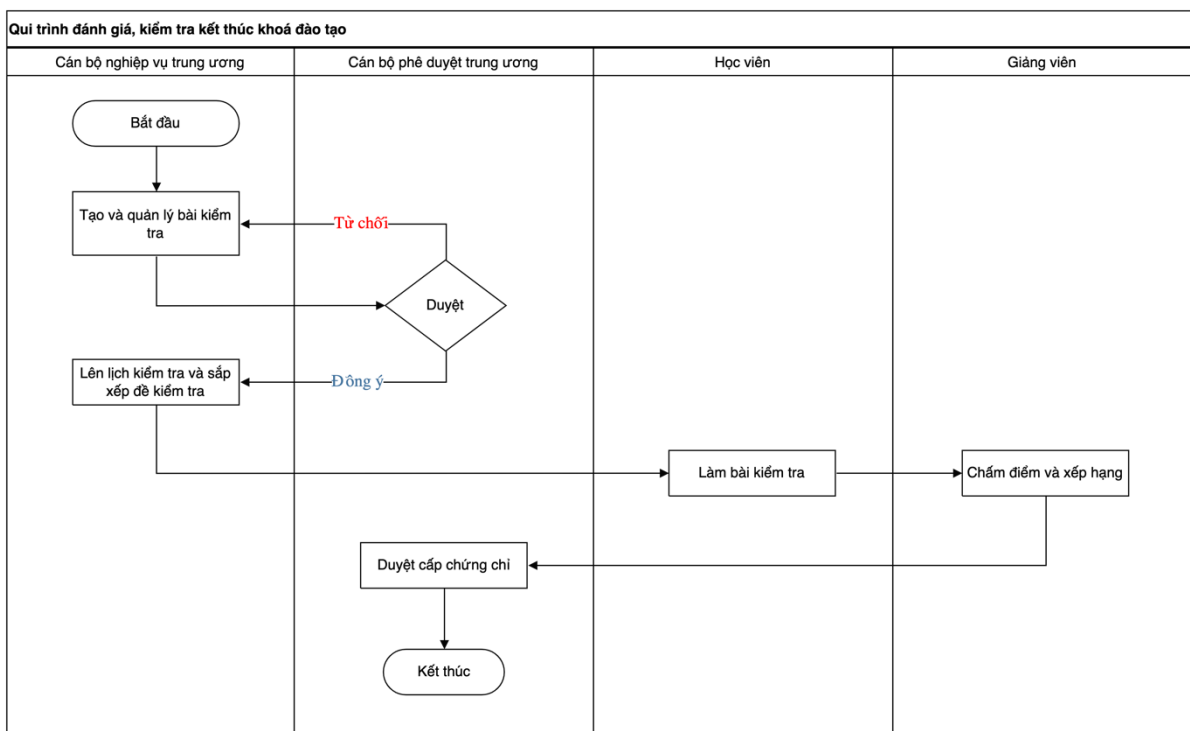 Qui trình đánh giá, kiểm tra kết thúc khoá đào tạo
Cán bộ nghiệp vụ trung ương
Cán bộ phê duyệt trung ương
Học viên
Giảng viên
Bắt đầu
Tạo và quản lý bài kiểm
tra
Từ chối
Duyệt
Lên lịch kiểm tra và sắp
xếp đề kiểm tra
Đông ý
Làm bài kiểm tra
Chấm điểm và xếp hạng
Duyệt cấp chứng chỉ
Kết thúc